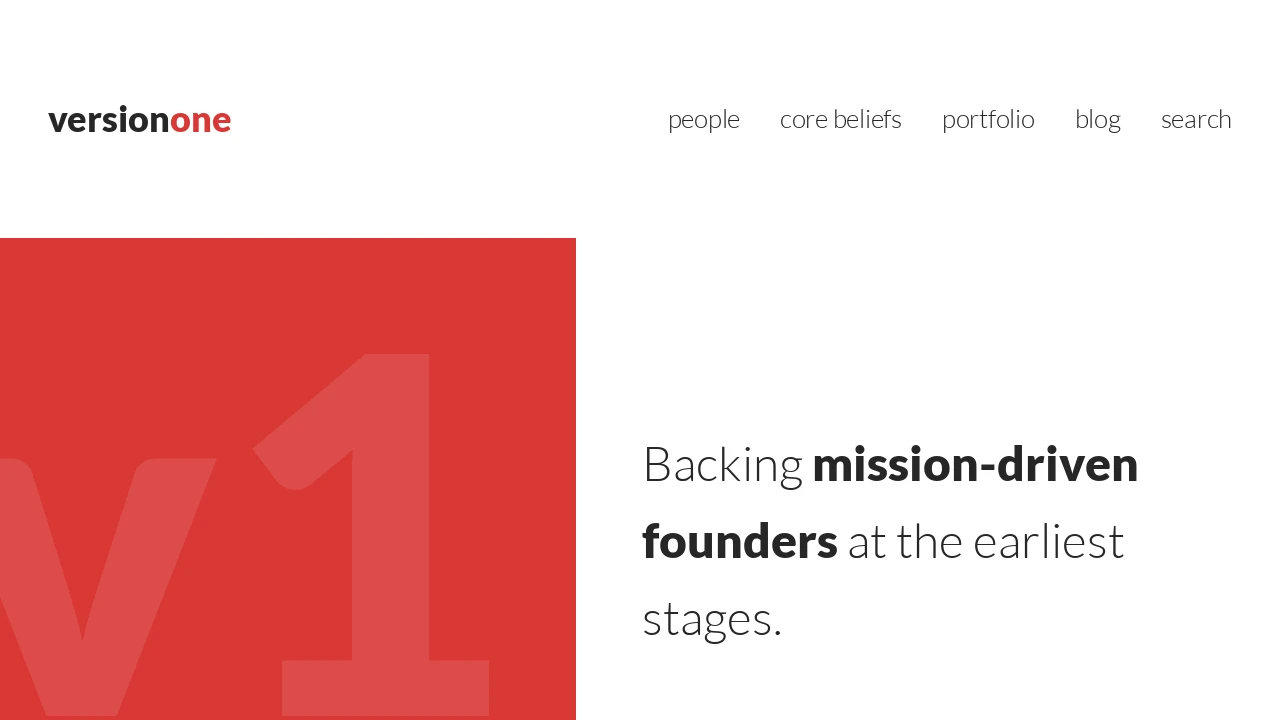 versionone
people core beliefs portfolio blog search
v1
Backing mission-driven
founders at the earliest
stages.